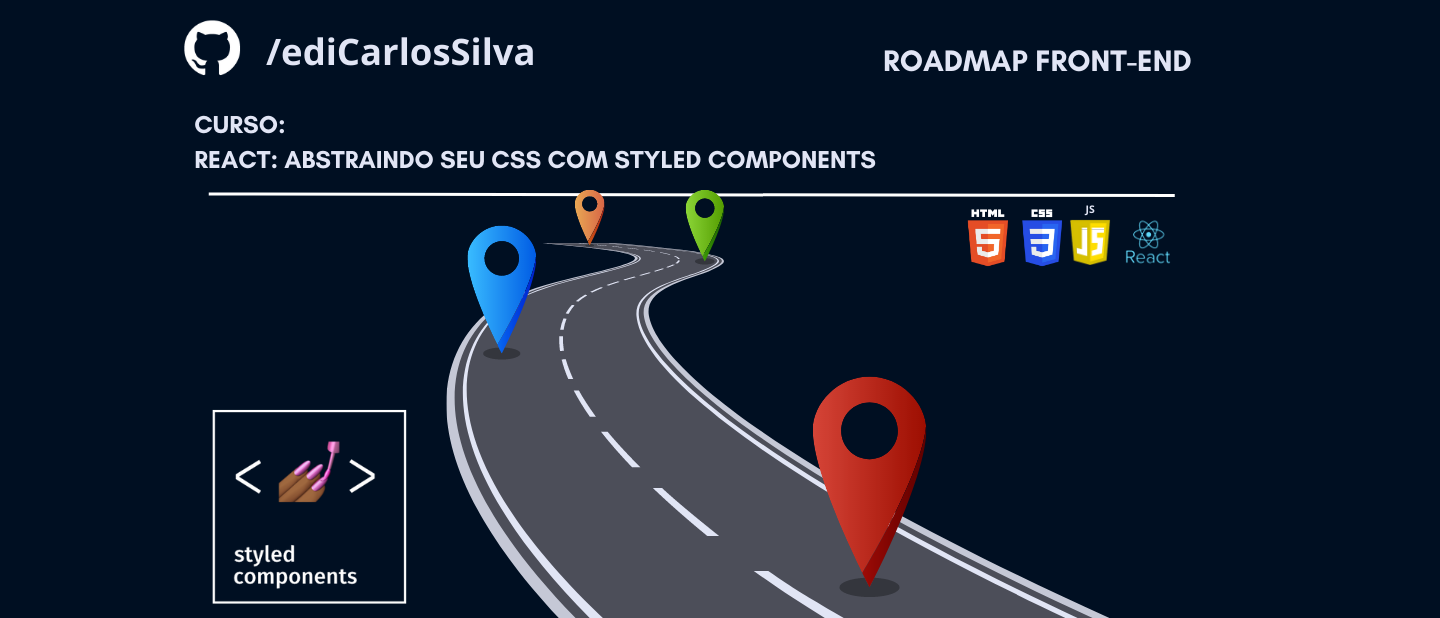 /ediCarlosSilva
ROADMAP FRONT-END
CURSO:
REACT: ABSTRAINDO SEU CSS COM STYLED COMPONENTS
HTML
5
CSS
3
JS
JS
React
< >
styled
components